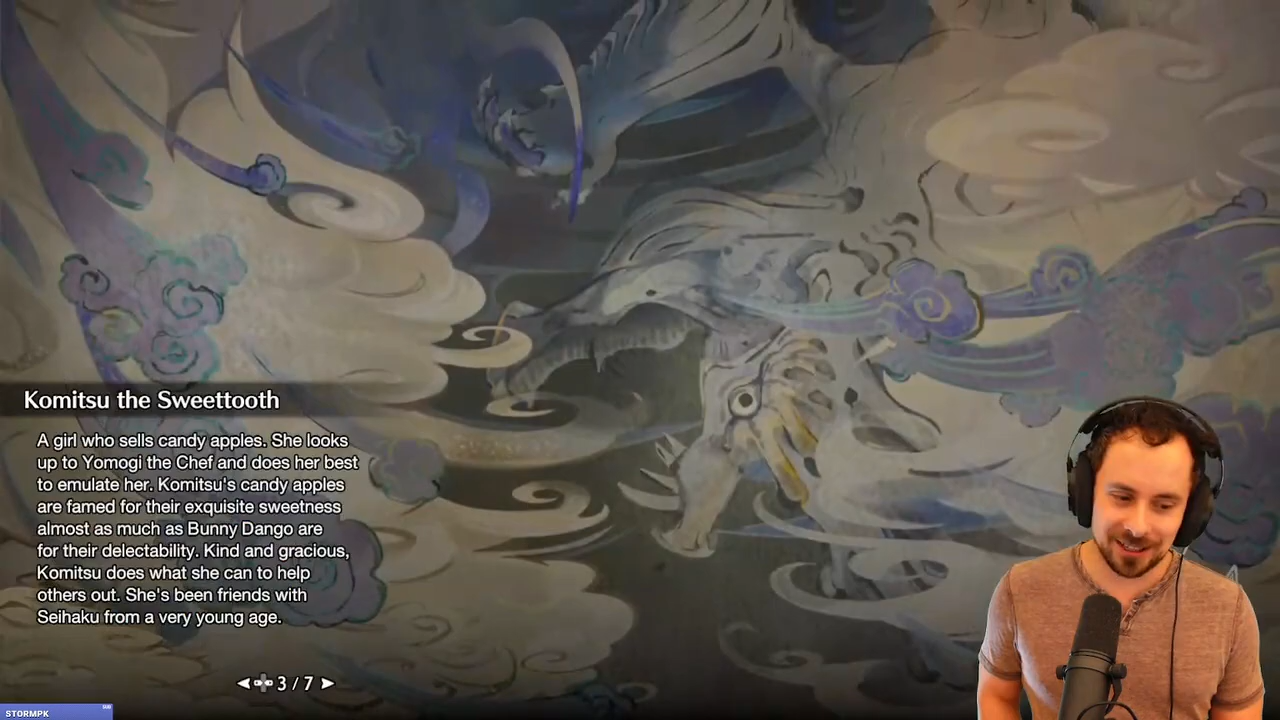 Komitsu the Sweettooth
A girl who sells candy apples. She looks
up to Yomogi the Chef and does her best
to emulate her. Komitsu's candy apples
are famed for their exquisite sweetness
almost as much as Bunny Dango are
for their delectability. Kind and gracious,
Komitsu does what she can to help
others out. She's been friends with
Seihaku from a very young age.
3 / 7
STORMPK
SUB